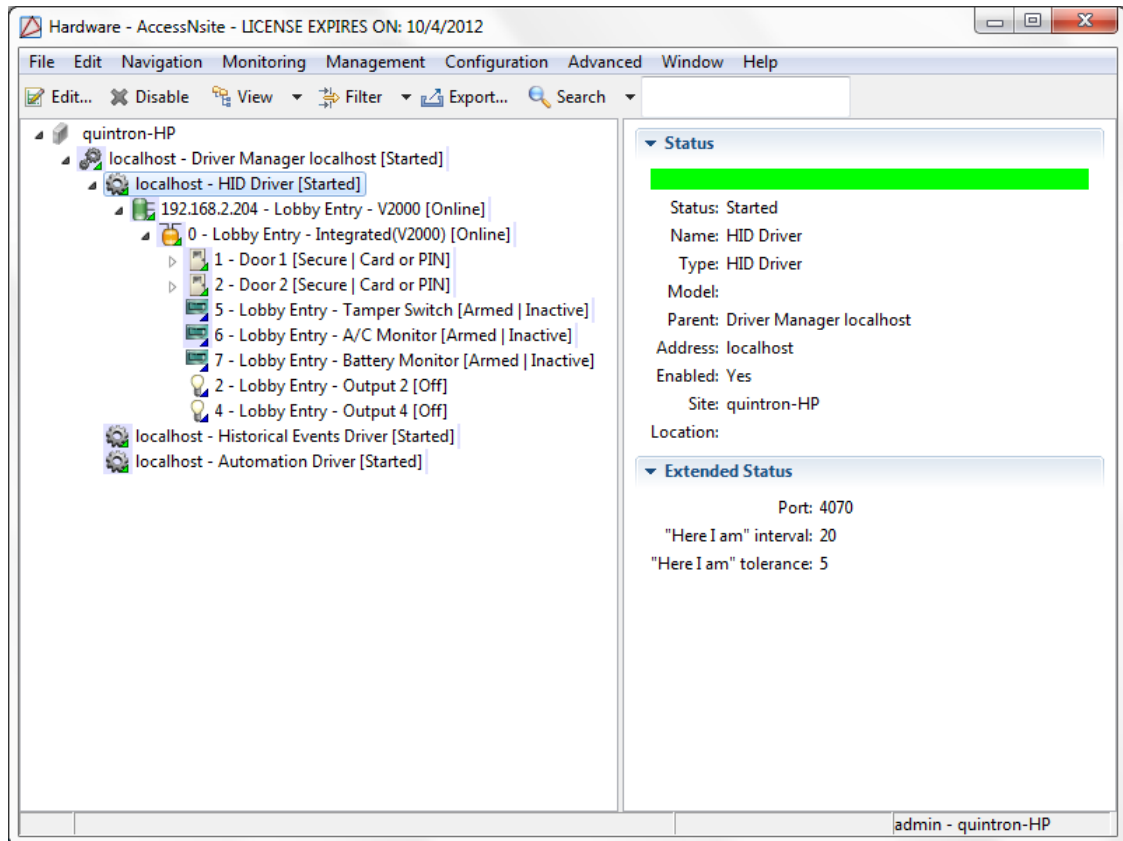 Hardware - AccessNsite - LICENSE EXPIRES ON: 10/4/2012
File Edit Navigation Monitoring Management Configuration Advanced Window Help
Edit... Disable View Filter Export... Search
quintron-HP
localhost - Driver Manager localhost [Started]
localhost - HID Driver [Started]
192.168.2.204 - Lobby Entry - V2000 [Online]
0 - Lobby Entry - Integrated(V2000) [Online]
1 - Door 1 [Secure | Card or PIN]
2 - Door 2 [Secure | Card or PIN]
5 - Lobby Entry - Tamper Switch [Armed | Inactive]
6 - Lobby Entry - A/C Monitor [Armed | Inactive]
7 - Lobby Entry - Battery Monitor [Armed | Inactive]
2 - Lobby Entry - Output 2 [Off]
4 - Lobby Entry - Output 4 [Off]
localhost - Historical Events Driver [Started]
localhost - Automation Driver [Started]
Status
Status: Started
Name: HID Driver
Type: HID Driver
Model:
Parent: Driver Manager localhost
Address: localhost
Enabled: Yes
Site: quintron-HP
Location:
Extended Status
Port: 4070
"Here I am" interval: 20
"Here I am" tolerance: 5
admin - quintron-HP